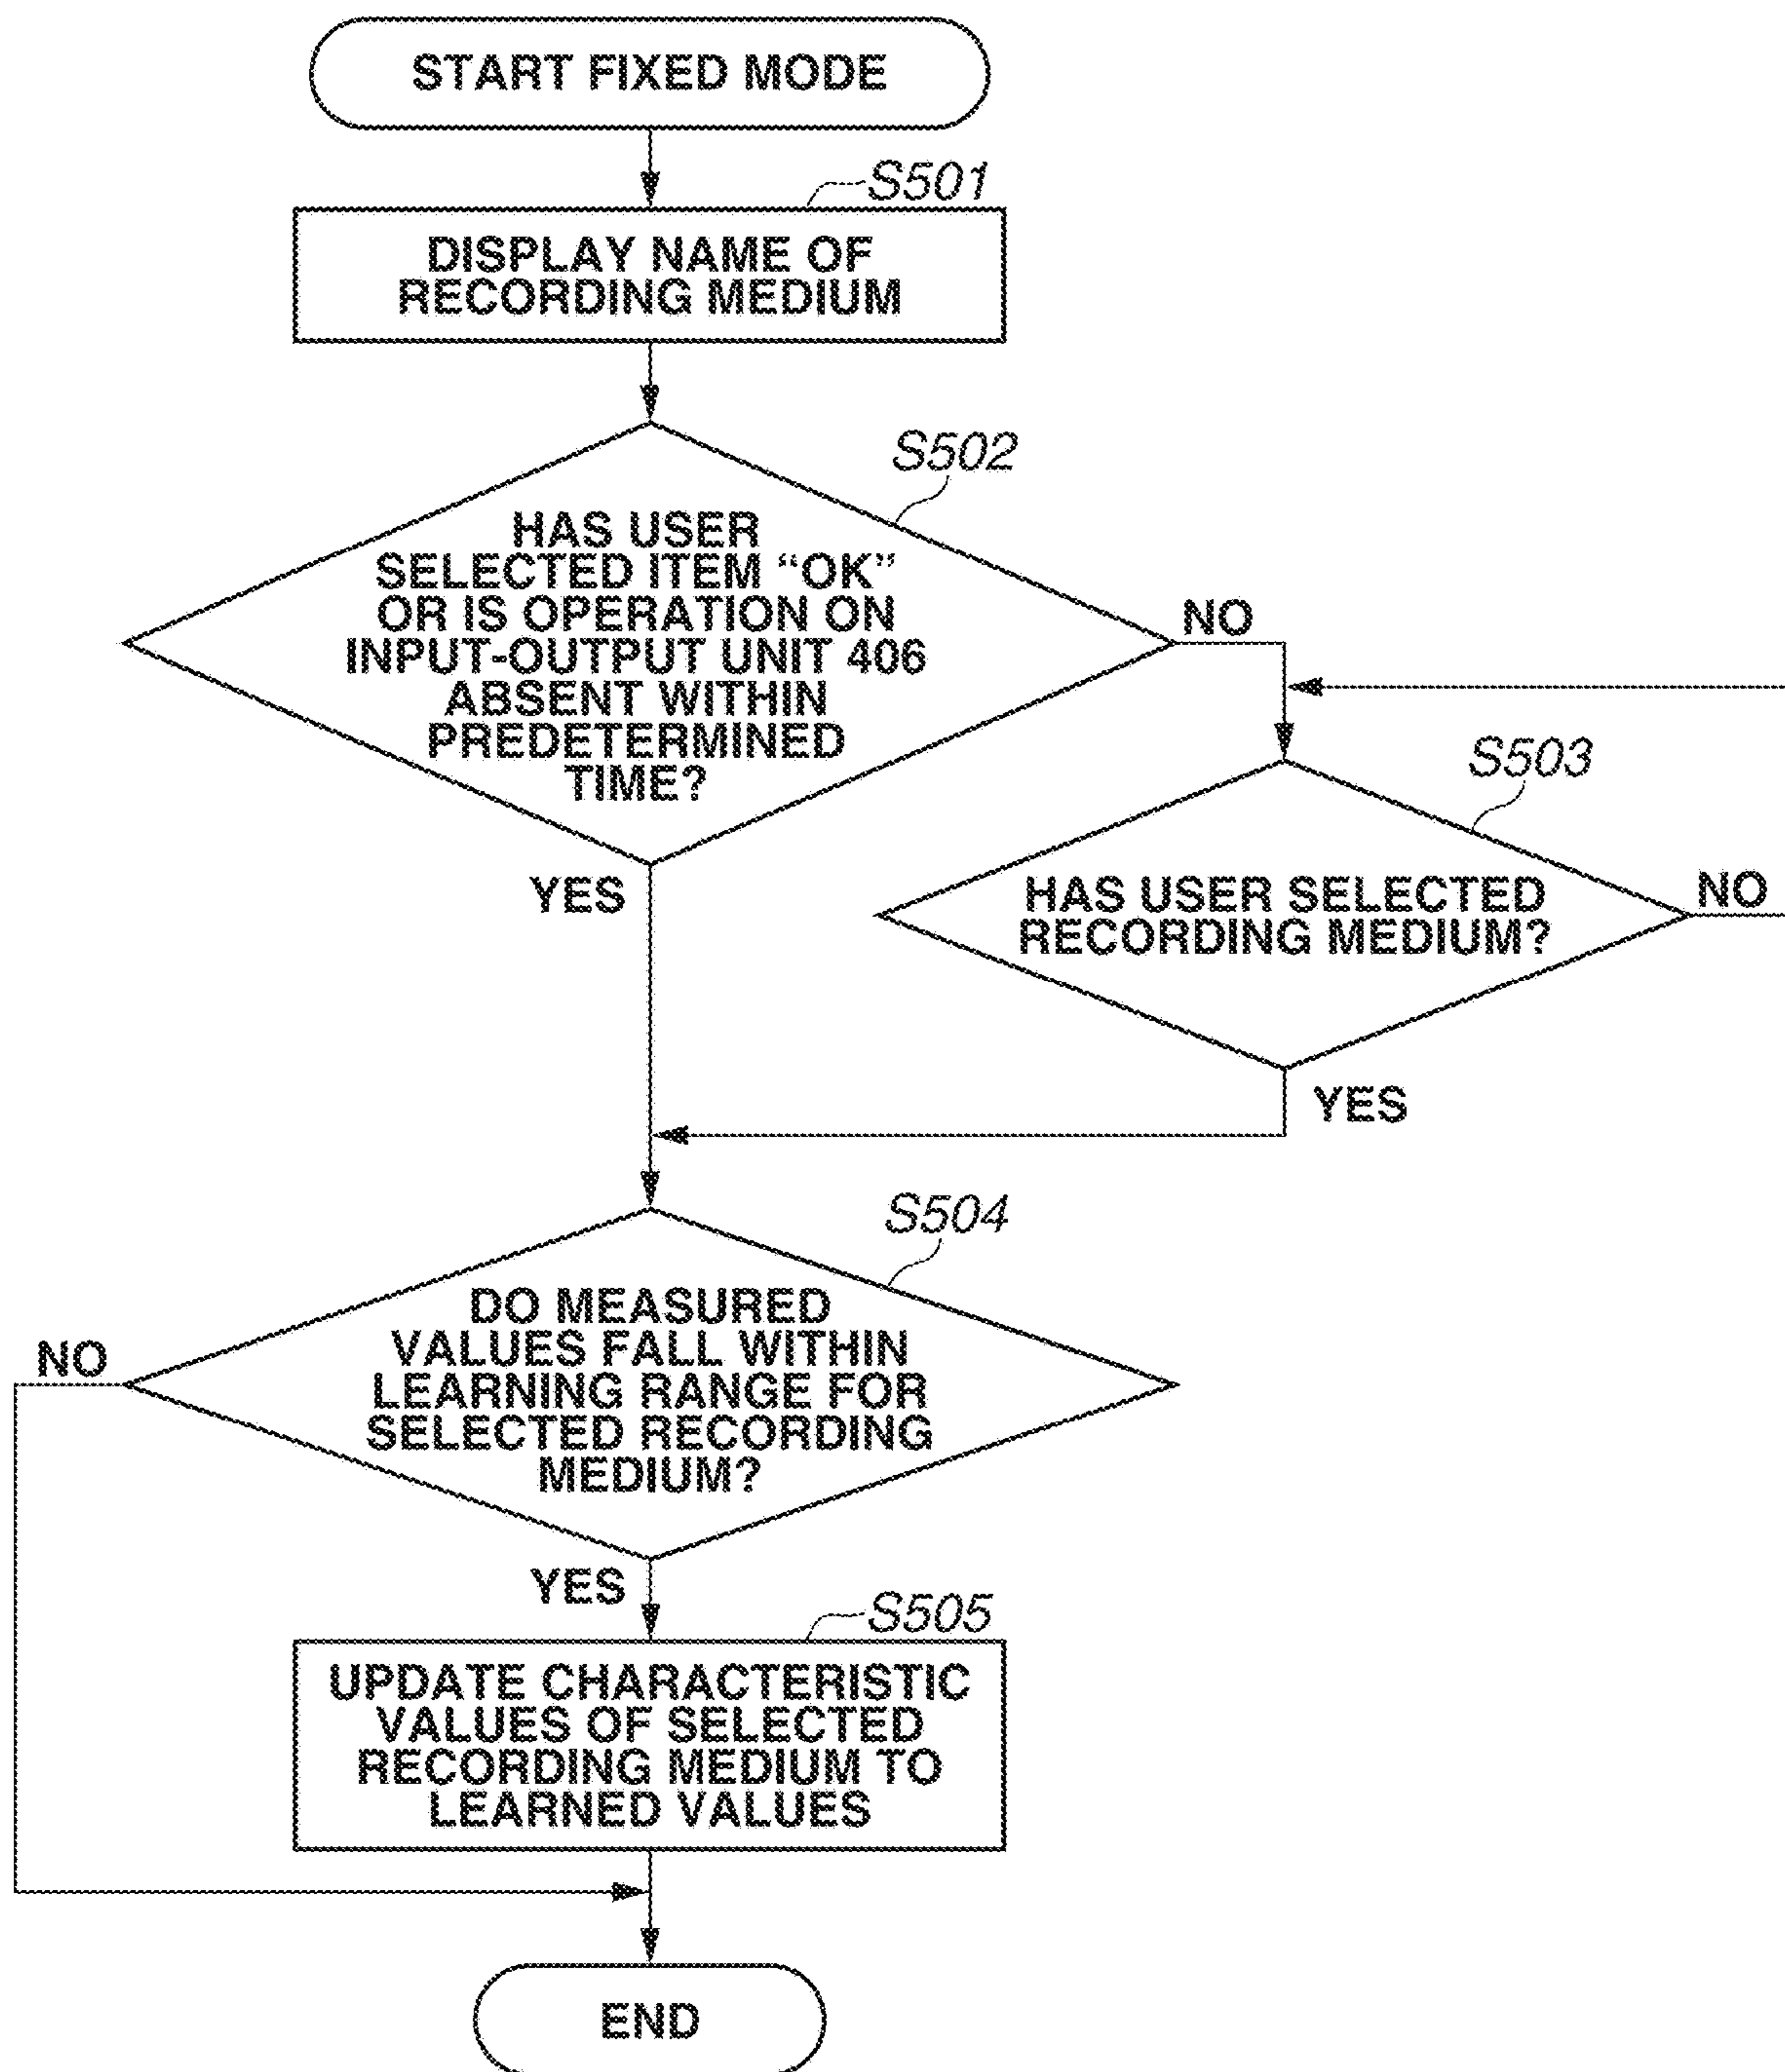 START FIXED MODE
S501
DISPLAY NAME OF
RECORDING MEDIUM
S502
HAS USER
SELECTED ITEM “OK”
OR IS OPERATION ON
INPUT-OUTPUT UNIT 406
ABSENT WITHIN
PREDETERMINED
TIME?
NO
YES
S503
HAS USER SELECTED
RECORDING MEDIUM?
NO
YES
S504
DO MEASURED
VALUES FALL WITHIN
LEARNING RANGE FOR
SELECTED RECORDING
MEDIUM?
NO
YES
S505
UPDATE CHARACTERISTIC
VALUES OF SELECTED
RECORDING MEDIUM TO
LEARNED VALUES
END